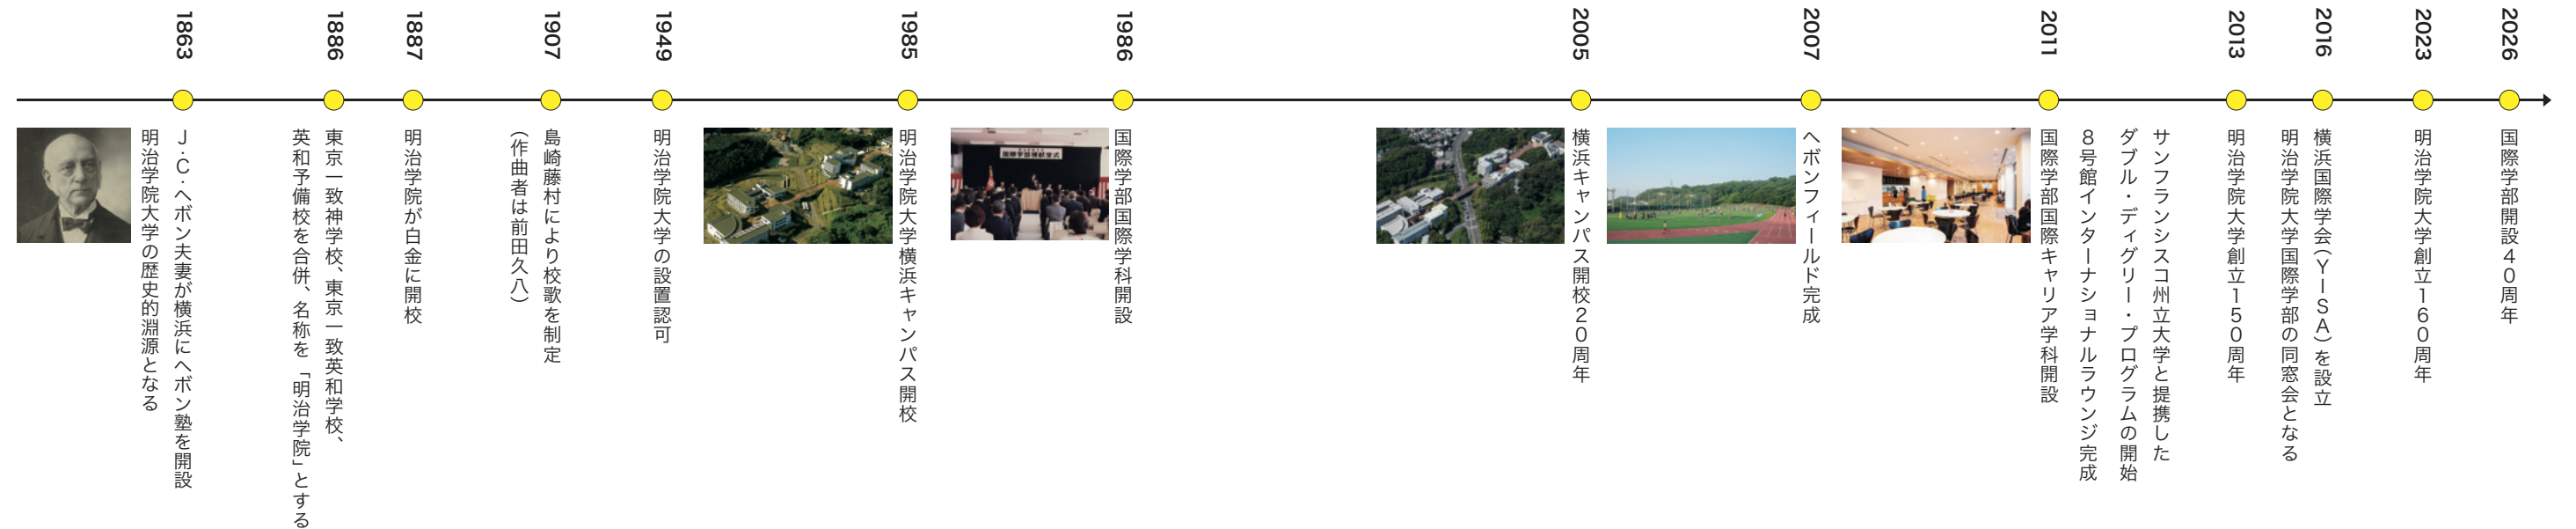 1863
J・C・ヘボン夫妻が横浜にヘボン塾を開設
明治学院大学の歴史的淵源となる
1886
東京一致神学校、東京一致英和学校、
英和予備校を合併、名称を「明治学院」とする
1887
明治学院が白金に開校
1907
島崎藤村により校歌を制定
（作曲者は前田久八）
1949
明治学院大学の設置認可
1985
明治学院大学横浜キャンパス開校
1986
国際学部国際学科開設
2005
横浜キャンパス開校20周年
2007
ヘボンフィールド完成
2011
国際学部国際キャリア学科開設
8号館インターナショナルラウンジ完成
サンフランシスコ州立大学と提携した
ダブル・ディグリー・プログラムの開始
2013
明治学院大学創立150周年
2016
横浜国際学会（YISA）を設立
明治学院大学国際学部の同窓会となる
2023
明治学院大学創立160周年
2026
国際学部開設40周年